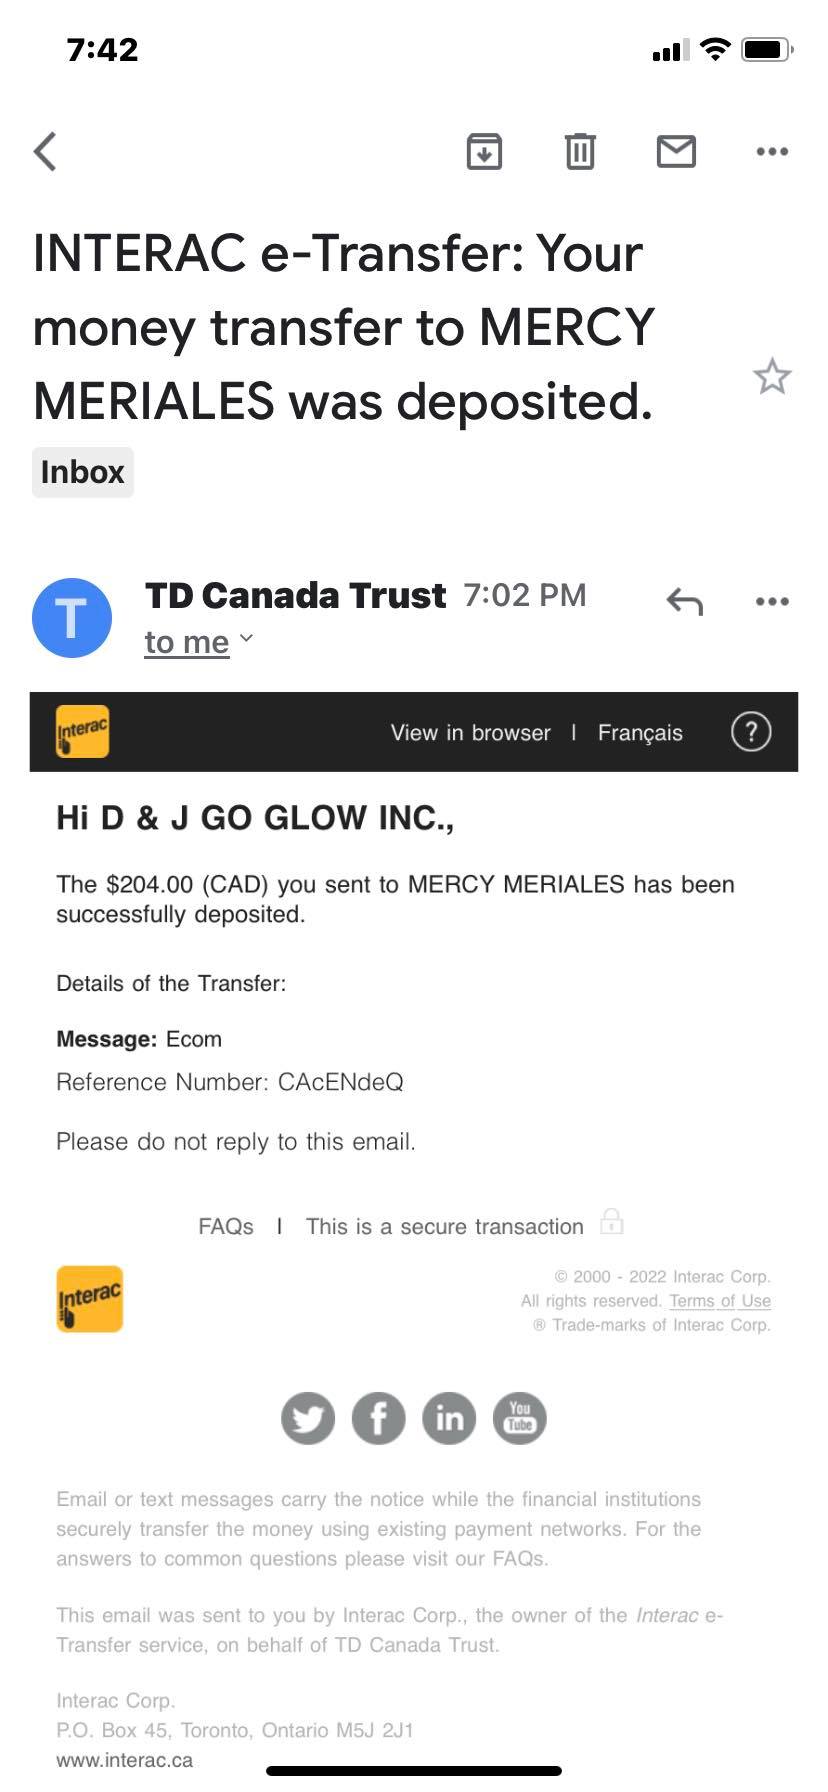 7:42
INTERAC e-Transfer: Your
money transfer to MERCY
MERIALES was deposited.
Inbox
T
TD Canada Trust 7:02 PM
to me
Interac
View in browser | Français
?
Hi D & J GO GLOW INC.,
The $204.00 (CAD) you sent to MERCY MERIALES has been
successfully deposited.
Details of the Transfer:
Message: Ecom
Reference Number: CAcENdeQ
Please do not reply to this email.
FAQs | This is a secure transaction
Interac
© 2000 - 2022 Interac Corp.
All rights reserved. Terms of Use
® Trade-marks of Interac Corp.
f
in
You
Tube
Email or text messages carry the notice while the financial institutions
securely transfer the money using existing payment networks. For the
answers to common questions please visit our FAQs.
This email was sent to you by Interac Corp., the owner of the Interac e-
Transfer service, on behalf of TD Canada Trust.
Interac Corp.
P.O. Box 45, Toronto, Ontario M5J 2J1
www.interac.ca